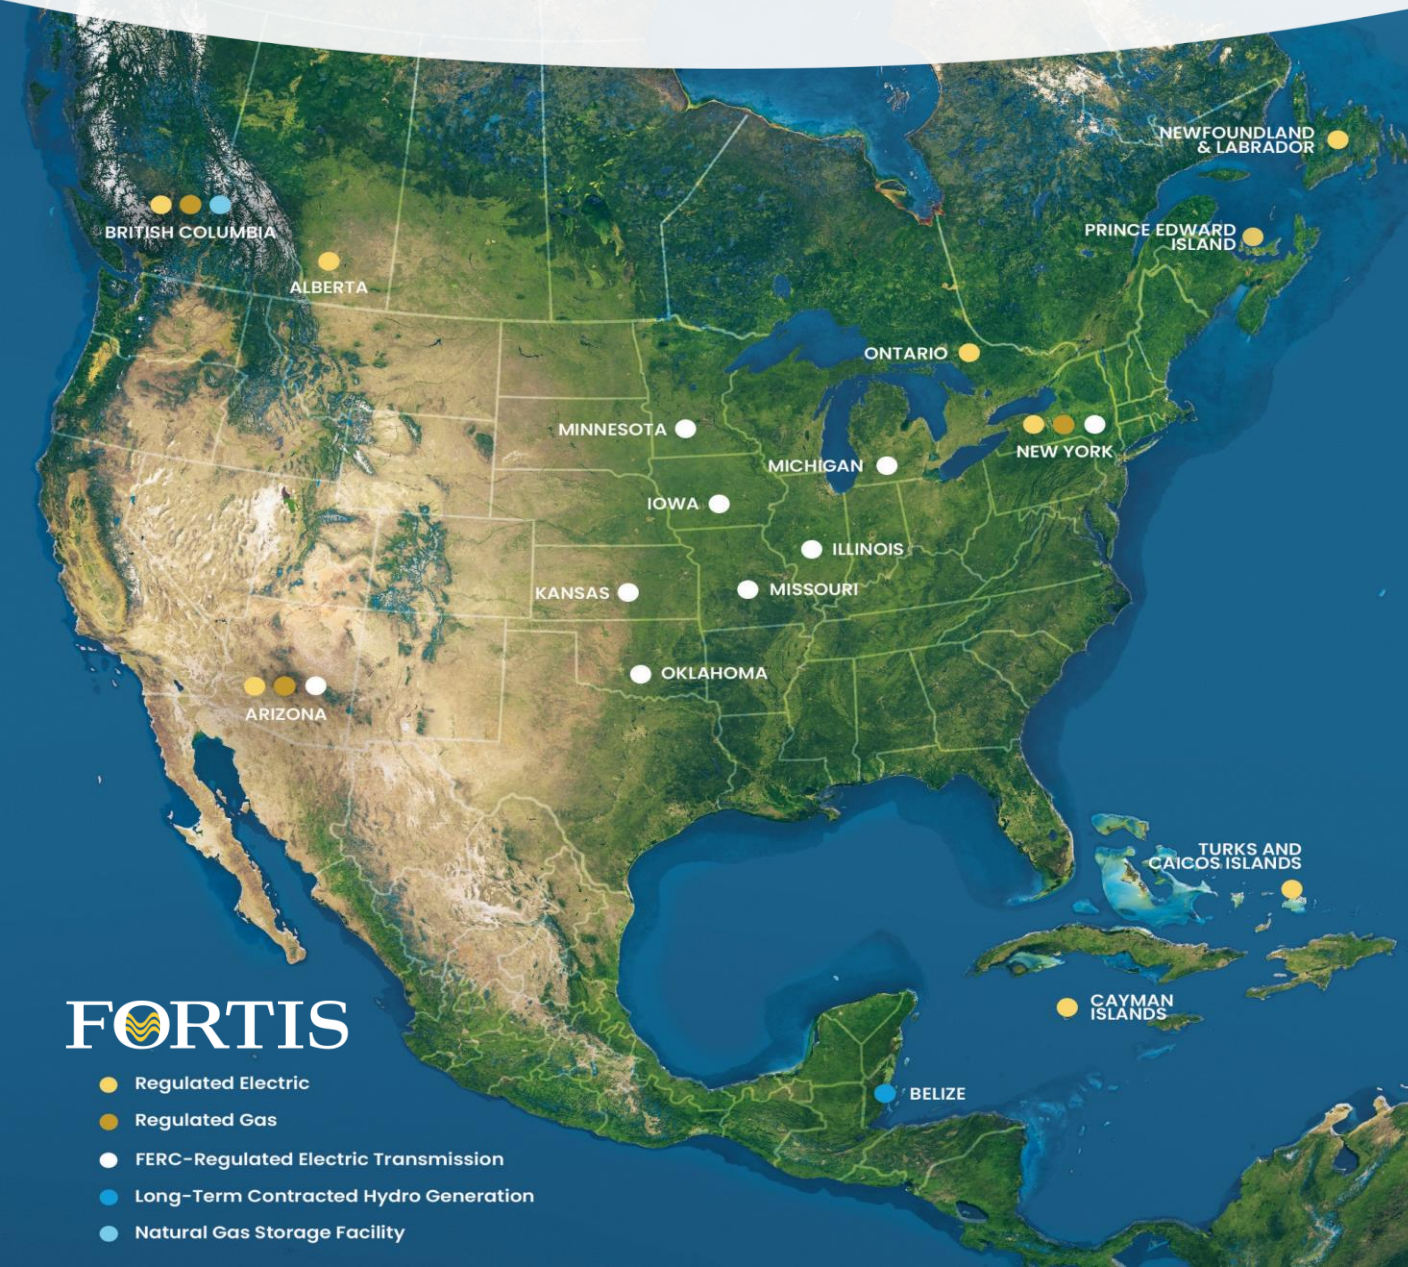 NEWFOUNDLAND
& LABRADOR
BRITISH COLUMBIA
PRINCE EDWARD
ISLAND
ALBERTA
ONTARIO
MINNESOTA
NEW YORK
MICHIGAN
IOWA
ILLINOIS
KANSAS
MISSOURI
OKLAHOMA
ARIZONA
TURKS AND
CAICOS ISLANDS
CAYMAN
ISLANDS
BELIZE
FORTIS
Regulated Electric
Regulated Gas
FERC-Regulated Electric Transmission
Long-Term Contracted Hydro Generation
Natural Gas Storage Facility